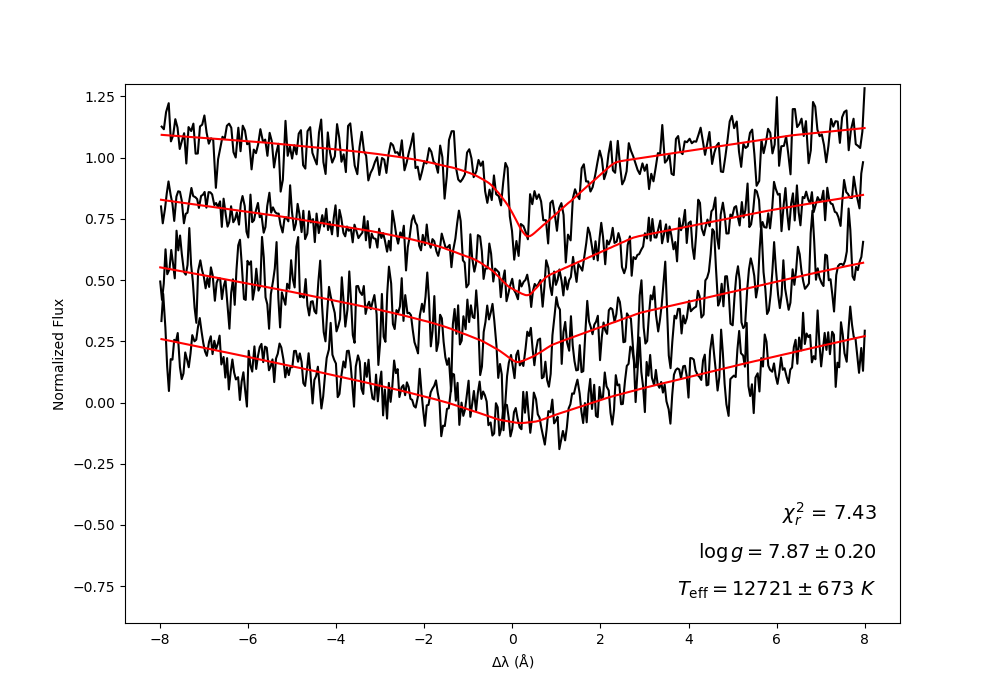 1.25
1.00
0.75
0.50
0.25
0.00
−0.25
−0.50
−0.75
Normalized Flux
χ²ᵣ = 7.43
log g = 7.87 ± 0.20
T_eff = 12721 ± 673 K
−8 −6 −4 −2 0 2 4 6 8
Δλ (Å)